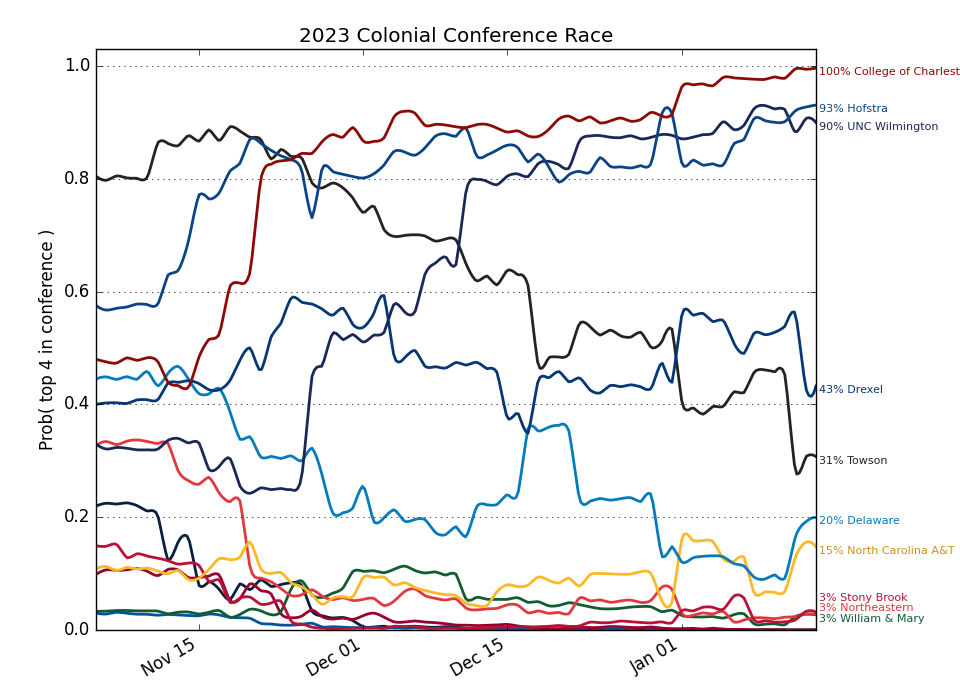 2023 Colonial Conference Race
Prob( top 4 in conference )
1.0
0.8
0.6
0.4
0.2
0.0
Nov 15
Dec 01
Dec 15
Jan 01
100% College of Charlest
93% Hofstra
90% UNC Wilmington
43% Drexel
31% Towson
20% Delaware
15% North Carolina A&T
3% Stony Brook
3% Northeastern
3% William & Mary